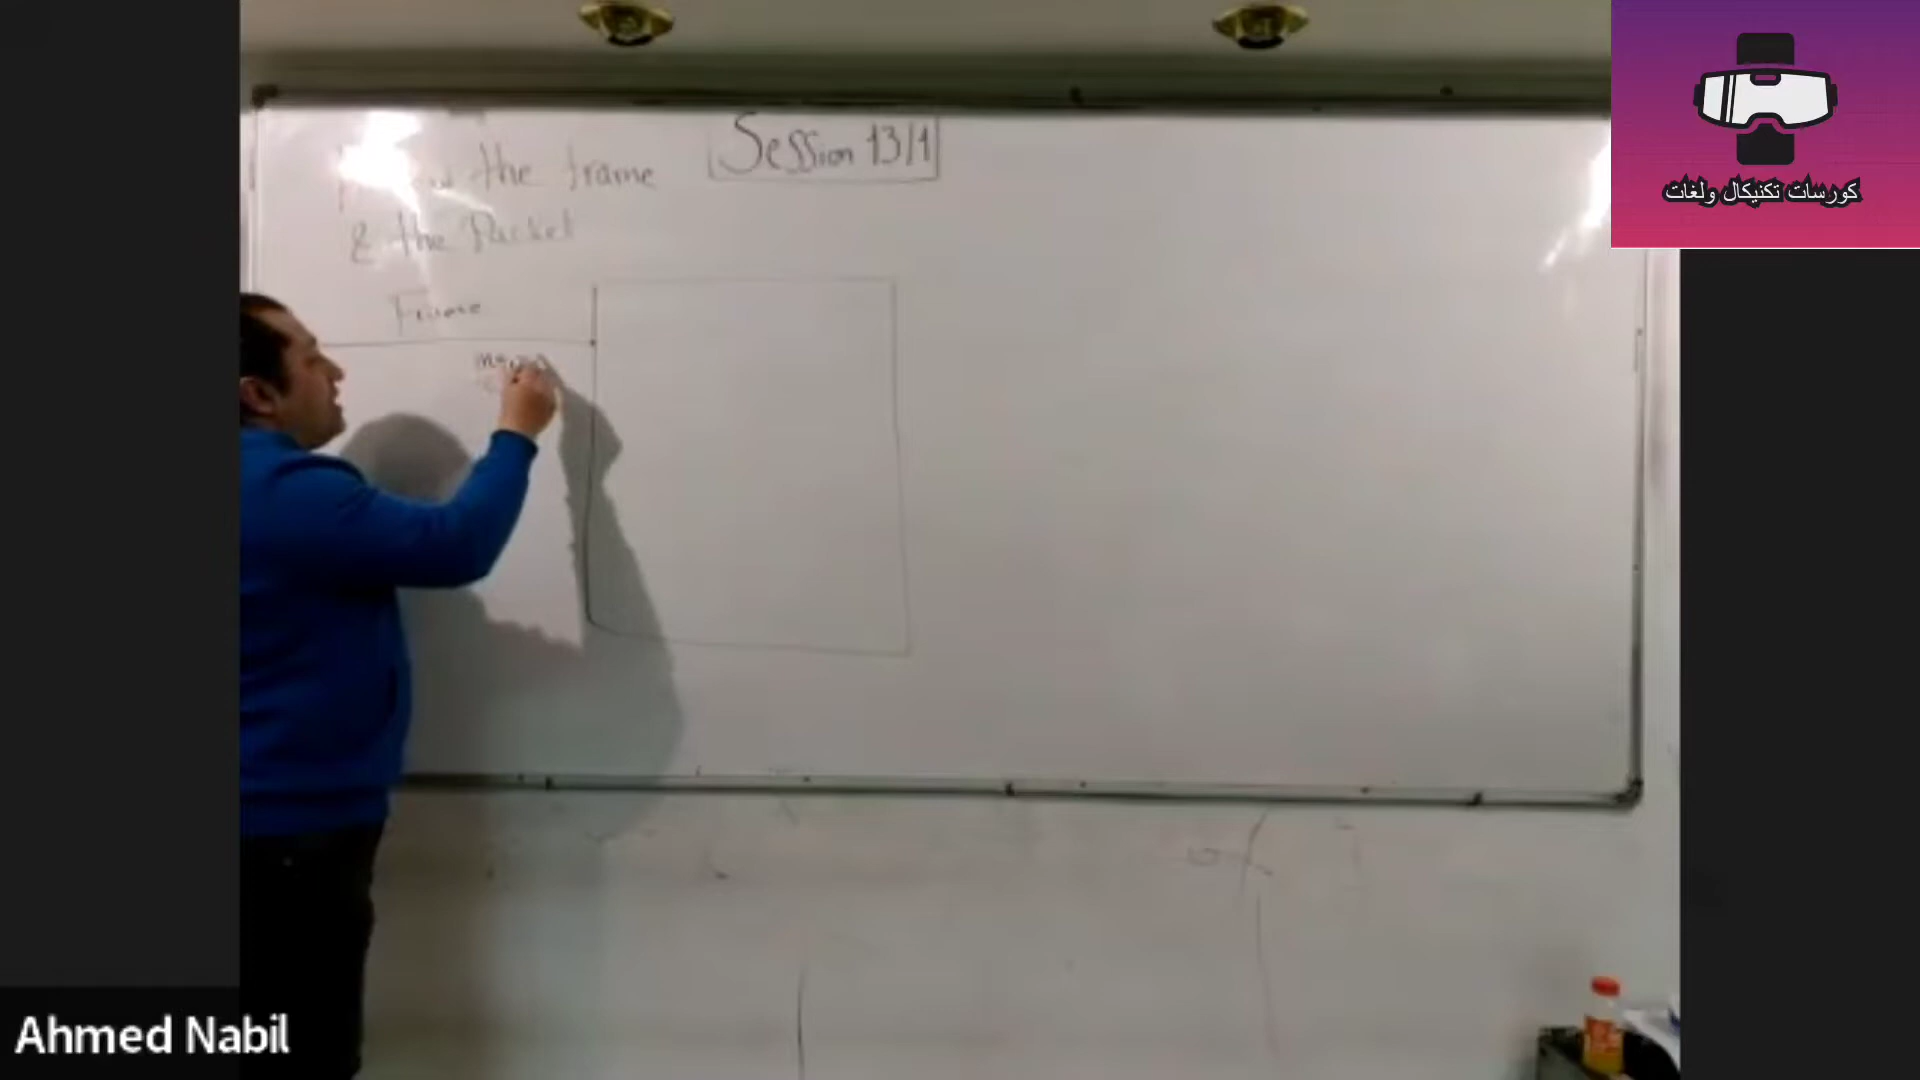 Session 13/1
the frame
& the Packet
Frame
كورسات تكنيكال ولغات
Ahmed Nabil